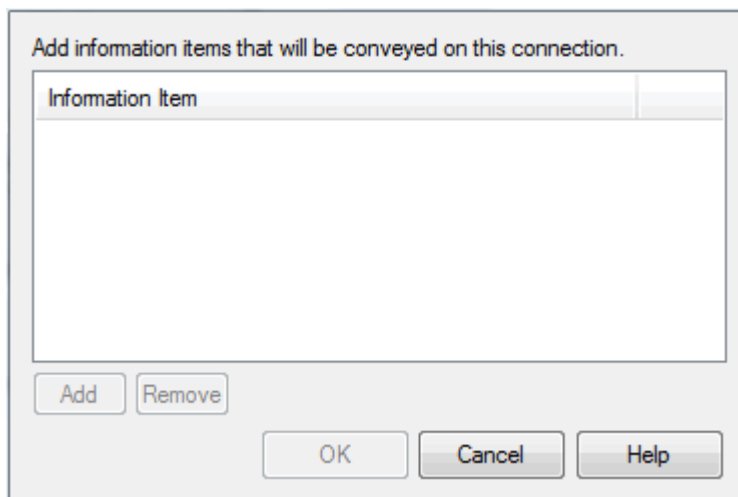 Add information items that will be conveyed on this connection.
Information Item
Add Remove
OK Cancel Help